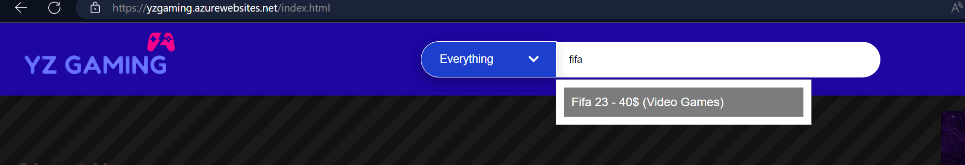 https://yzgaming.azurewebsites.net/index.html
YZ GAMING
Everything
fifa
Fifa 23 - 40$ (Video Games)